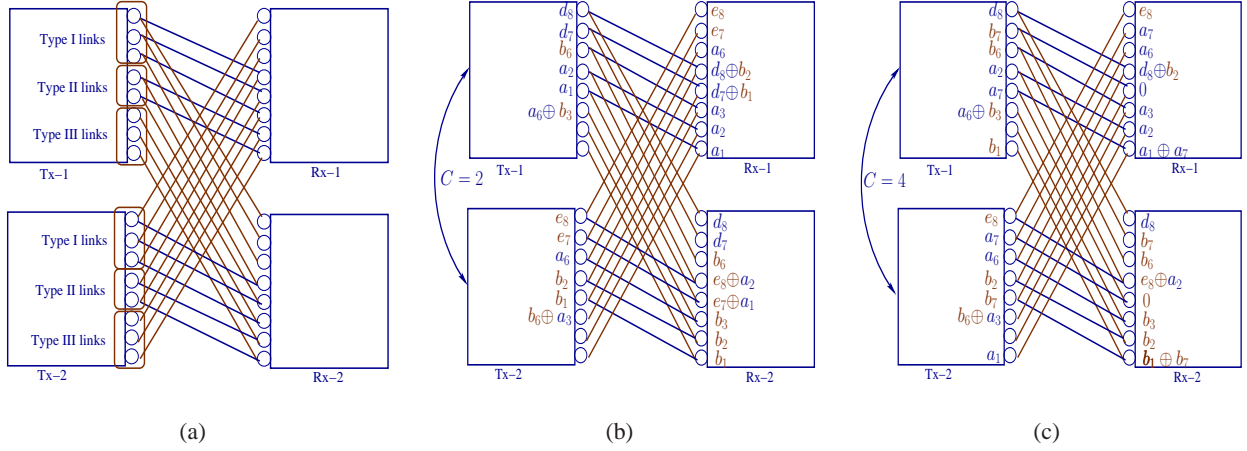 Type I links
Type II links
Type III links
Tx−1
Rx−1
Type I links
Type II links
Type III links
Tx−2
Rx−2
(a)
d₈
d₇
b₆
a₂
a₁
a₆⊕ b₃
Tx−1
e₈
e₇
a₆
d₈⊕b₂
d₇⊕b₁
a₃
a₂
a₁
Rx−1
C = 2
e₈
e₇
a₆
b₂
b₁
b₆⊕ a₃
Tx−2
d₈
d₇
b₆
e₈⊕a₂
e₇⊕a₁
b₃
b₂
b₁
Rx−2
(b)
d₈
b₇
b₆
a₂
a₇
a₆⊕ b₃
b₁
Tx−1
e₈
a₇
a₆
d₈⊕b₂
0
a₃
a₂
a₁ ⊕ a₇
Rx−1
C = 4
e₈
a₇
a₆
b₂
b₇
b₆⊕ a₃
a₁
Tx−2
d₈
b₇
b₆
e₈⊕a₂
0
b₃
b₂
b₁ ⊕ b₇
Rx−2
(c)